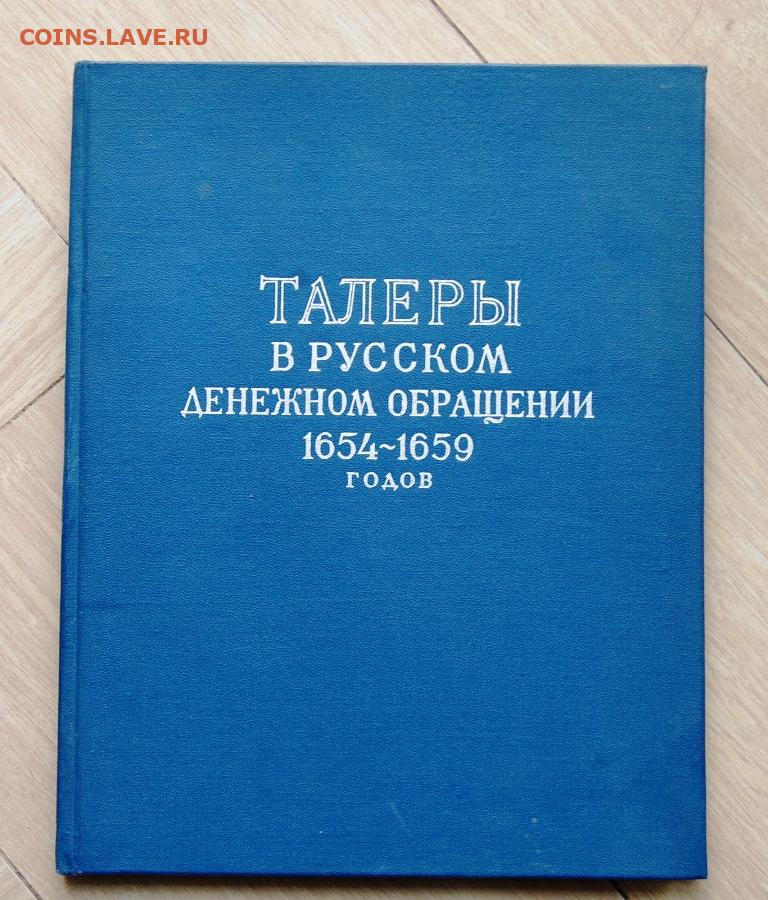 COINS.LAVE.RU
ТАЛЕРЫ
В РУССКОМ
ДЕНЕЖНОМ ОБРАЩЕНИИ
1654~1659
ГОДОВ